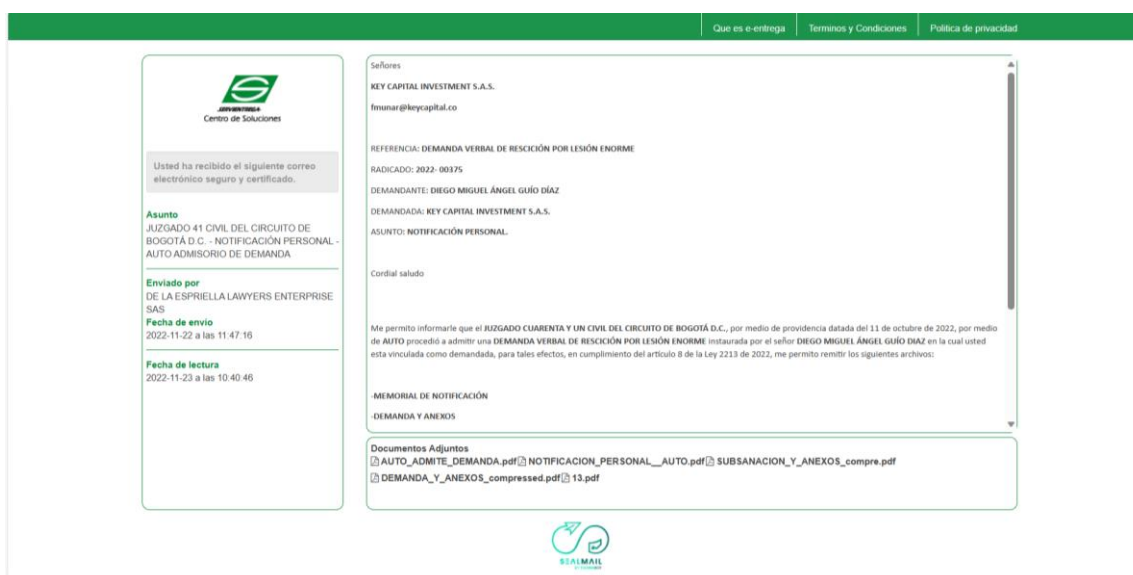 Que es e-entrega
Terminos y Condiciones
Politica de privacidad
Centro de Soluciones
Usted ha recibido el siguiente correo
electrónico seguro y certificado.
Asunto
JUZGADO 41 CIVIL DEL CIRCUITO DE
BOGOTÁ D.C. - NOTIFICACIÓN PERSONAL -
AUTO ADMISORIO DE DEMANDA
Enviado por
DE LA ESPRIELLA LAWYERS ENTERPRISE
SAS
Fecha de envio
2022-11-22 a las 11:47:16
Fecha de lectura
2022-11-23 a las 10:40:46
Señores
KEY CAPITAL INVESTMENT S.A.S.
fmunar@keycapital.co
REFERENCIA: DEMANDA VERBAL DE RESCICIÓN POR LESIÓN ENORME
RADICADO: 2022- 00375
DEMANDANTE: DIEGO MIGUEL ÁNGEL GUÍO DÍAZ
DEMANDADA: KEY CAPITAL INVESTMENT S.A.S.
ASUNTO: NOTIFICACIÓN PERSONAL.
Cordial saludo
Me permito informarle que el JUZGADO CUARENTA Y UN CIVIL DEL CIRCUITO DE BOGOTÁ D.C., por medio de providencia datada del 11 de octubre de 2022, por medio
de AUTO procedió a admitir una DEMANDA VERBAL DE RESCICIÓN POR LESIÓN ENORME instaurada por el señor DIEGO MIGUEL ÁNGEL GUÍO DIAZ en la cual usted
esta vinculada como demandada, para tales efectos, en cumplimiento del artículo 8 de la Ley 2213 de 2022, me permito remitir los siguientes archivos:
-MEMORIAL DE NOTIFICACIÓN
-DEMANDA Y ANEXOS
Documentos Adjuntos
AUTO_ADMITE_DEMANDA.pdf NOTIFICACION_PERSONAL__AUTO.pdf SUBSANACION_Y_ANEXOS_compre.pdf
DEMANDA_Y_ANEXOS_compressed.pdf 13.pdf
SEALMAIL